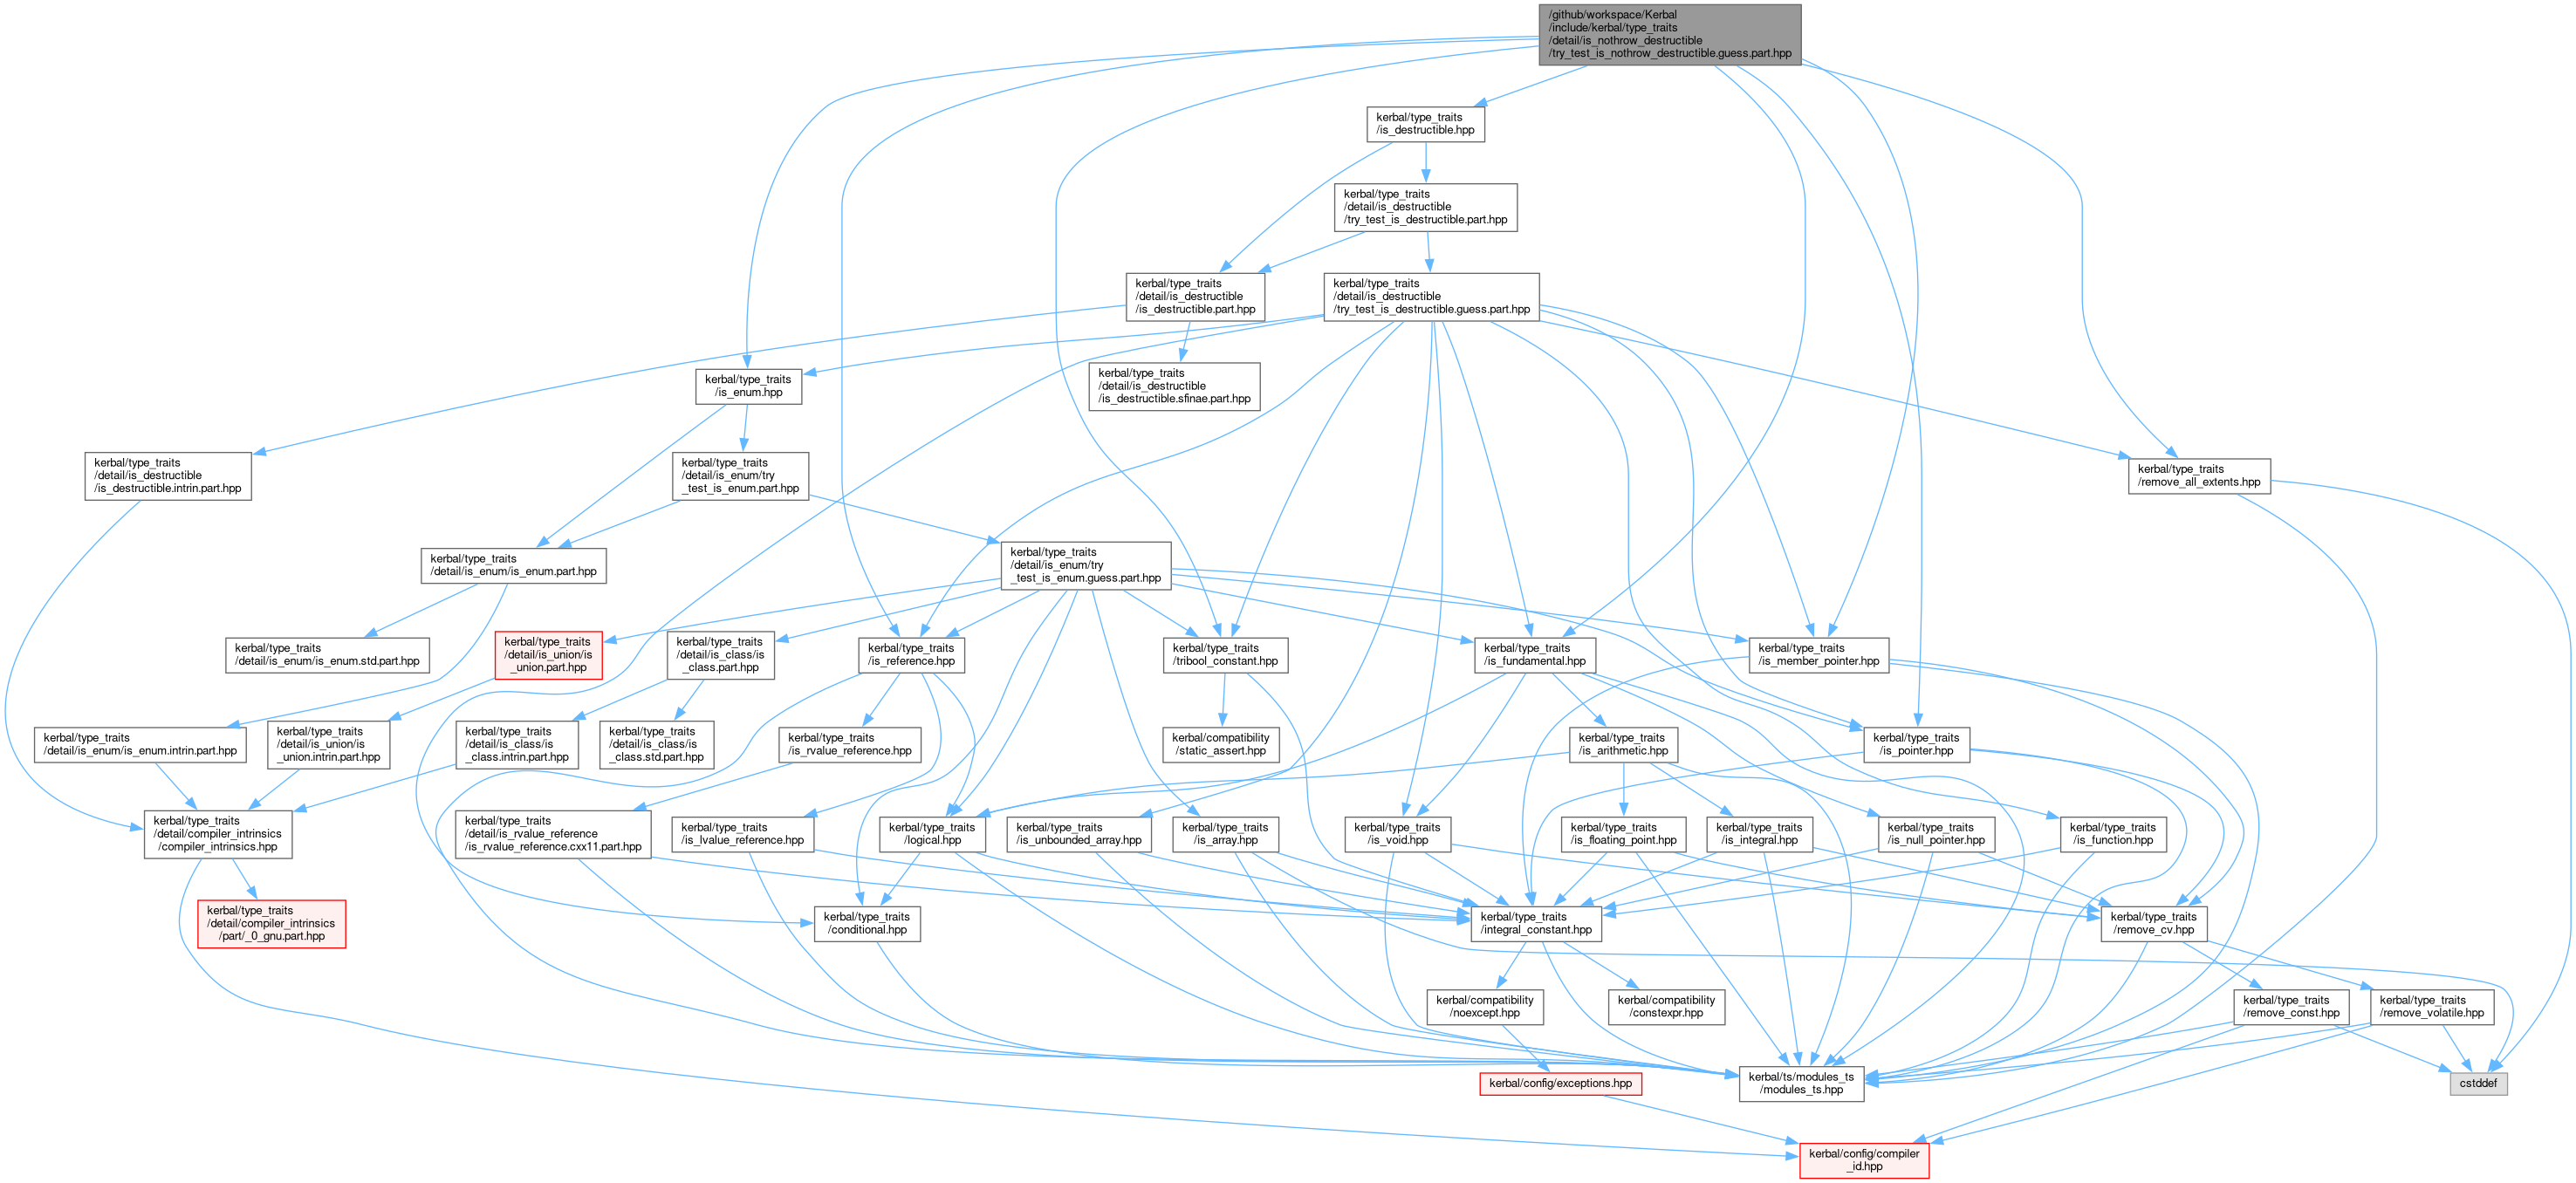 /github/workspace/Kerbal
/include/kerbal/type_traits
/detail/is_nothrow_destructible
/try_test_is_nothrow_destructible.guess.part.hpp
kerbal/type_traits
/is_destructible.hpp
kerbal/type_traits
/detail/is_destructible
/try_test_is_destructible.part.hpp
kerbal/type_traits
/detail/is_destructible
/is_destructible.part.hpp
kerbal/type_traits
/detail/is_destructible
/try_test_is_destructible.guess.part.hpp
kerbal/type_traits
/is_enum.hpp
kerbal/type_traits
/detail/is_destructible
/is_destructible.sfinae.part.hpp
kerbal/type_traits
/detail/is_destructible
/is_destructible.intrin.part.hpp
kerbal/type_traits
/detail/is_enum/try
_test_is_enum.part.hpp
kerbal/type_traits
/remove_all_extents.hpp
kerbal/type_traits
/detail/is_enum/is_enum.part.hpp
kerbal/type_traits
/detail/is_enum/try
_test_is_enum.guess.part.hpp
kerbal/type_traits
/detail/is_enum/is_enum.std.part.hpp
kerbal/type_traits
/detail/is_union/is
_union.part.hpp
kerbal/type_traits
/detail/is_class/is
_class.part.hpp
kerbal/type_traits
/is_reference.hpp
kerbal/type_traits
/tribool_constant.hpp
kerbal/type_traits
/is_fundamental.hpp
kerbal/type_traits
/is_member_pointer.hpp
kerbal/type_traits
/detail/is_enum/is_enum.intrin.part.hpp
kerbal/type_traits
/detail/is_union/is
_union.intrin.part.hpp
kerbal/type_traits
/detail/is_class/is
_class.intrin.part.hpp
kerbal/type_traits
/detail/is_class/is
_class.std.part.hpp
kerbal/type_traits
/is_rvalue_reference.hpp
kerbal/compatibility
/static_assert.hpp
kerbal/type_traits
/is_arithmetic.hpp
kerbal/type_traits
/is_pointer.hpp
kerbal/type_traits
/detail/compiler_intrinsics
/compiler_intrinsics.hpp
kerbal/type_traits
/detail/is_rvalue_reference
/is_rvalue_reference.cxx11.part.hpp
kerbal/type_traits
/is_lvalue_reference.hpp
kerbal/type_traits
/logical.hpp
kerbal/type_traits
/is_unbounded_array.hpp
kerbal/type_traits
/is_array.hpp
kerbal/type_traits
/is_void.hpp
kerbal/type_traits
/is_floating_point.hpp
kerbal/type_traits
/is_integral.hpp
kerbal/type_traits
/is_null_pointer.hpp
kerbal/type_traits
/is_function.hpp
kerbal/type_traits
/detail/compiler_intrinsics
/part/_0_gnu.part.hpp
kerbal/type_traits
/conditional.hpp
kerbal/type_traits
/integral_constant.hpp
kerbal/type_traits
/remove_cv.hpp
kerbal/compatibility
/noexcept.hpp
kerbal/compatibility
/constexpr.hpp
kerbal/type_traits
/remove_const.hpp
kerbal/type_traits
/remove_volatile.hpp
kerbal/config/exceptions.hpp
kerbal/ts/modules_ts
/modules_ts.hpp
cstddef
kerbal/config/compiler
_id.hpp